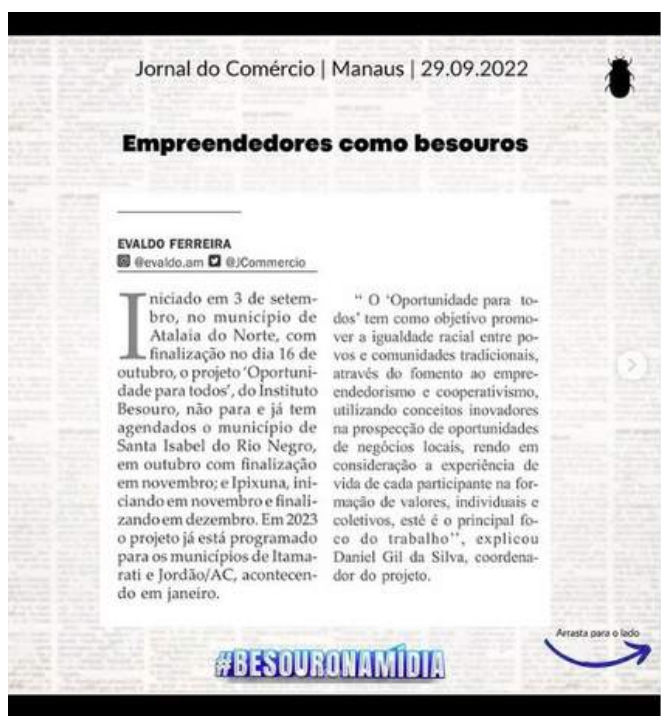 Jornal do Comércio | Manaus | 29.09.2022
Empreendedores como besouros
EVALDO FERREIRA
@evaldo.am @JCommercio
Iniciado em 3 de setem-
bro, no município de
Atalaia do Norte, com
finalização no dia 16 de
outubro, o projeto ‘Oportuni-
dade para todos’, do Instituto
Besouro, não para e já tem
agendados o município de
Santa Isabel do Rio Negro,
em outubro com finalização
em novembro; e Ipixuna, ini-
ciando em novembro e finali-
zando em dezembro. Em 2023
o projeto já está programado
para os municípios de Itama-
rati e Jordão/AC, acontecen-
do em janeiro.
“ O ‘Oportunidade para to-
dos’ tem como objetivo promo-
ver a igualdade racial entre po-
vos e comunidades tradicionais,
através do fomento ao empre-
endedorismo e cooperativismo,
utilizando conceitos inovadores
na prospecção de oportunidades
de negócios locais, rendo em
consideração a experiência de
vida de cada participante na for-
mação de valores, individuais e
coletivos, esté é o principal fo-
co do trabalho”, explicou
Daniel Gil da Silva, coordena-
dor do projeto.
Arrasta para o lado
#BESOURONAMÍDIA